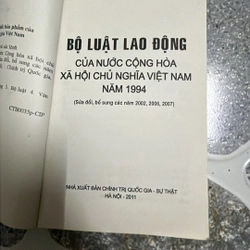 BỘ LUẬT LAO ĐỘNG
CỦA NƯỚC CỘNG HÒA
XÃ HỘI CHỦ NGHĨA VIỆT NAM
NĂM 1994
(Sửa đổi, bổ sung các năm 2002, 2006, 2007)
NHÀ XUẤT BẢN CHÍNH TRỊ QUỐC GIA - SỰ THẬT
HÀ NỘI - 2011